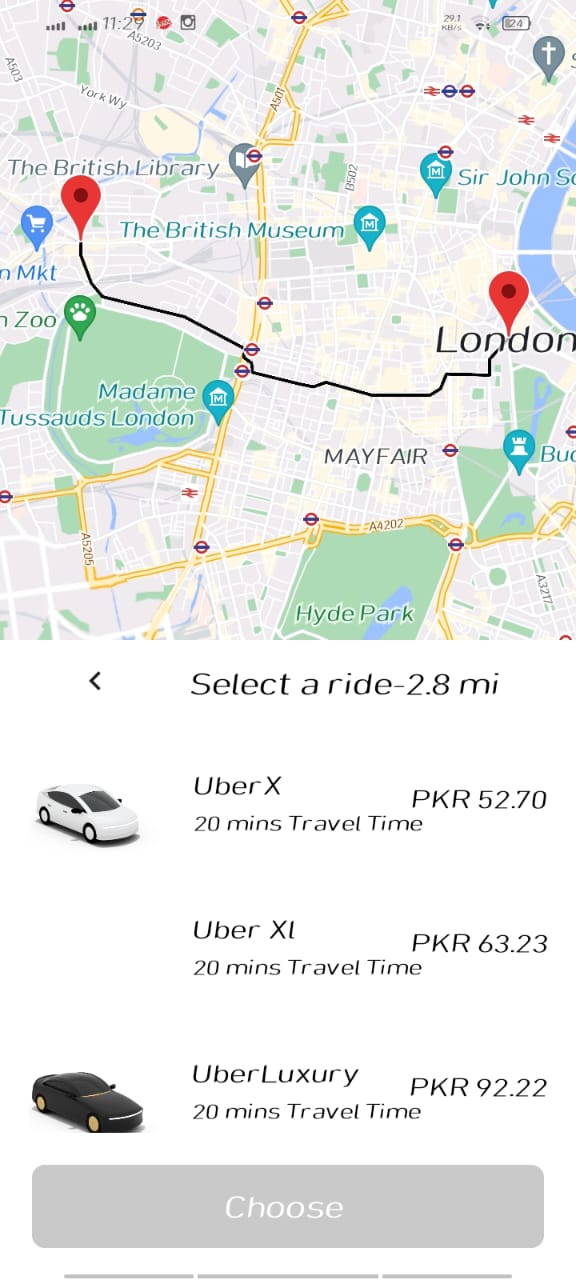 11:29
29.1
KB/s
24
A5203
A503
York Wy
A501
The British Library
B502
Sir John So
The British Museum
n Mkt
n Zoo
London
Madame
Tussauds London
MAYFAIR
Buc
A4202
A5205
A3217
Hyde Park
Select a ride-2.8 mi
UberX
PKR 52.70
20 mins Travel Time
Uber Xl
PKR 63.23
20 mins Travel Time
UberLuxury
PKR 92.22
20 mins Travel Time
Choose